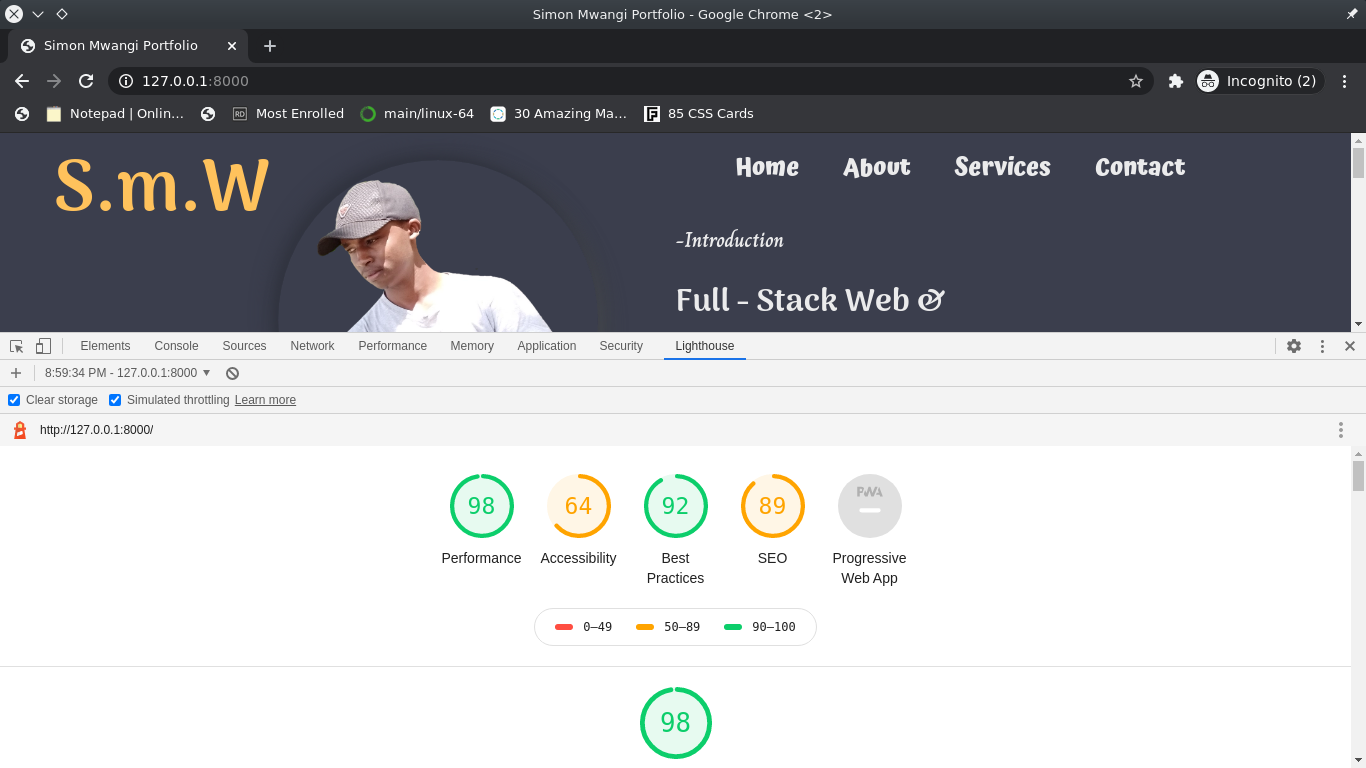 Simon Mwangi Portfolio - Google Chrome <2>
Simon Mwangi Portfolio
127.0.0.1:8000
Incognito (2)
Notepad | Onlin… RD Most Enrolled main/linux-64 30 Amazing Ma… 85 CSS Cards
S.m.W
Home About Services Contact
-Introduction
Full - Stack Web &
Elements Console Sources Network Performance Memory Application Security Lighthouse
8:59:34 PM - 127.0.0.1:8000
Clear storage Simulated throttling Learn more
http://127.0.0.1:8000/
98 64 92 89 PWA
Performance Accessibility Best Practices SEO Progressive Web App
0–49 50–89 90–100
98